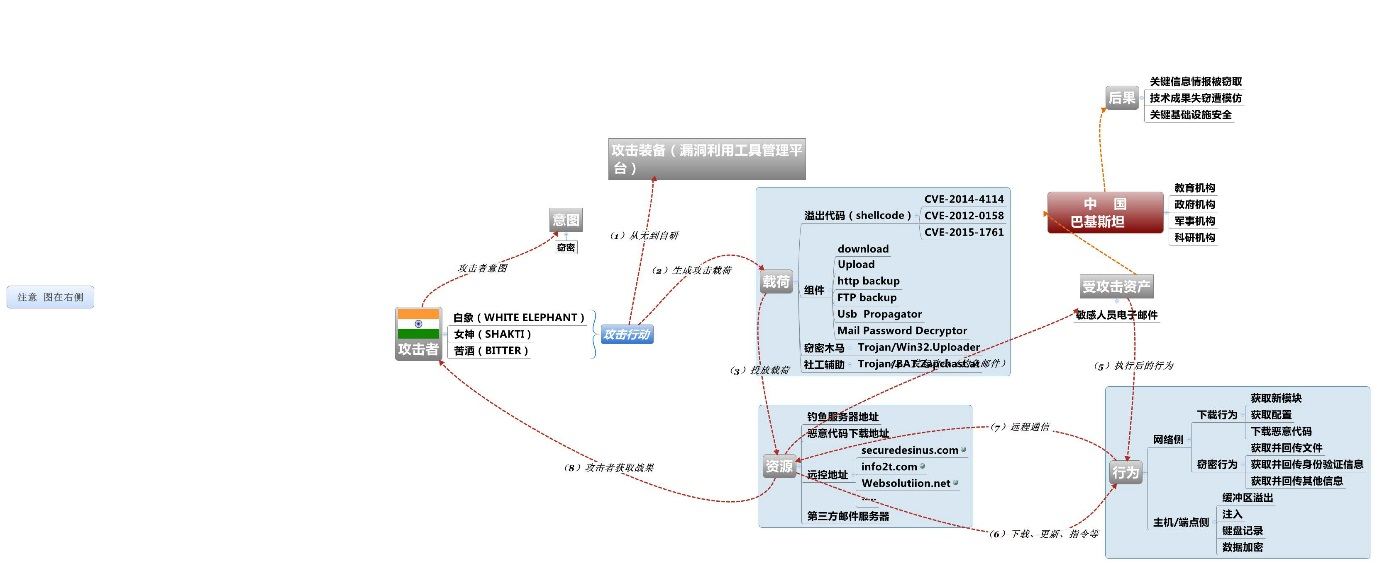 注意 图在右侧
攻击者
白象（WHITE ELEPHANT）
女神（SHAKTI）
苦酒（BITTER）
攻击者意图
意图
窃密
攻击行动
（1）从无到自研
攻击装备（漏洞利用工具管理平
台）
（2）生成攻击载荷
载荷
溢出代码（shellcode）
CVE-2014-4114
CVE-2012-0158
CVE-2015-1761
组件
download
Upload
http backup
FTP backup
Usb Propagator
Mail Password Decryptor
窃密木马
Trojan/Win32.Uploader
社工辅助
Trojan/BAT.Zapchast.at
邮件）
（3）投放载荷
资源
钓鱼服务器地址
恶意代码下载地址
远控地址
securedesinus.com
info2t.com
Websolutiion.net
....
第三方邮件服务器
后果
关键信息情报被窃取
技术成果失窃遭模仿
关键基础设施安全
中 国
巴基斯坦
教育机构
政府机构
军事机构
科研机构
受攻击资产
敏感人员电子邮件
（5）执行后的行为
行为
网络侧
下载行为
获取新模块
获取配置
下载恶意代码
窃密行为
获取并回传文件
获取并回传身份验证信息
获取并回传其他信息
主机/端点侧
缓冲区溢出
注入
键盘记录
数据加密
（6）下载、更新、指令等
（7）远程通信
（8）攻击者获取战果